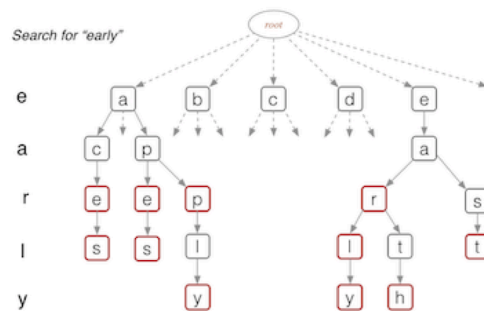 Search for "early"
root
e a b c d e
a c p a
r e e p r s
l s s l l t t
y y y h